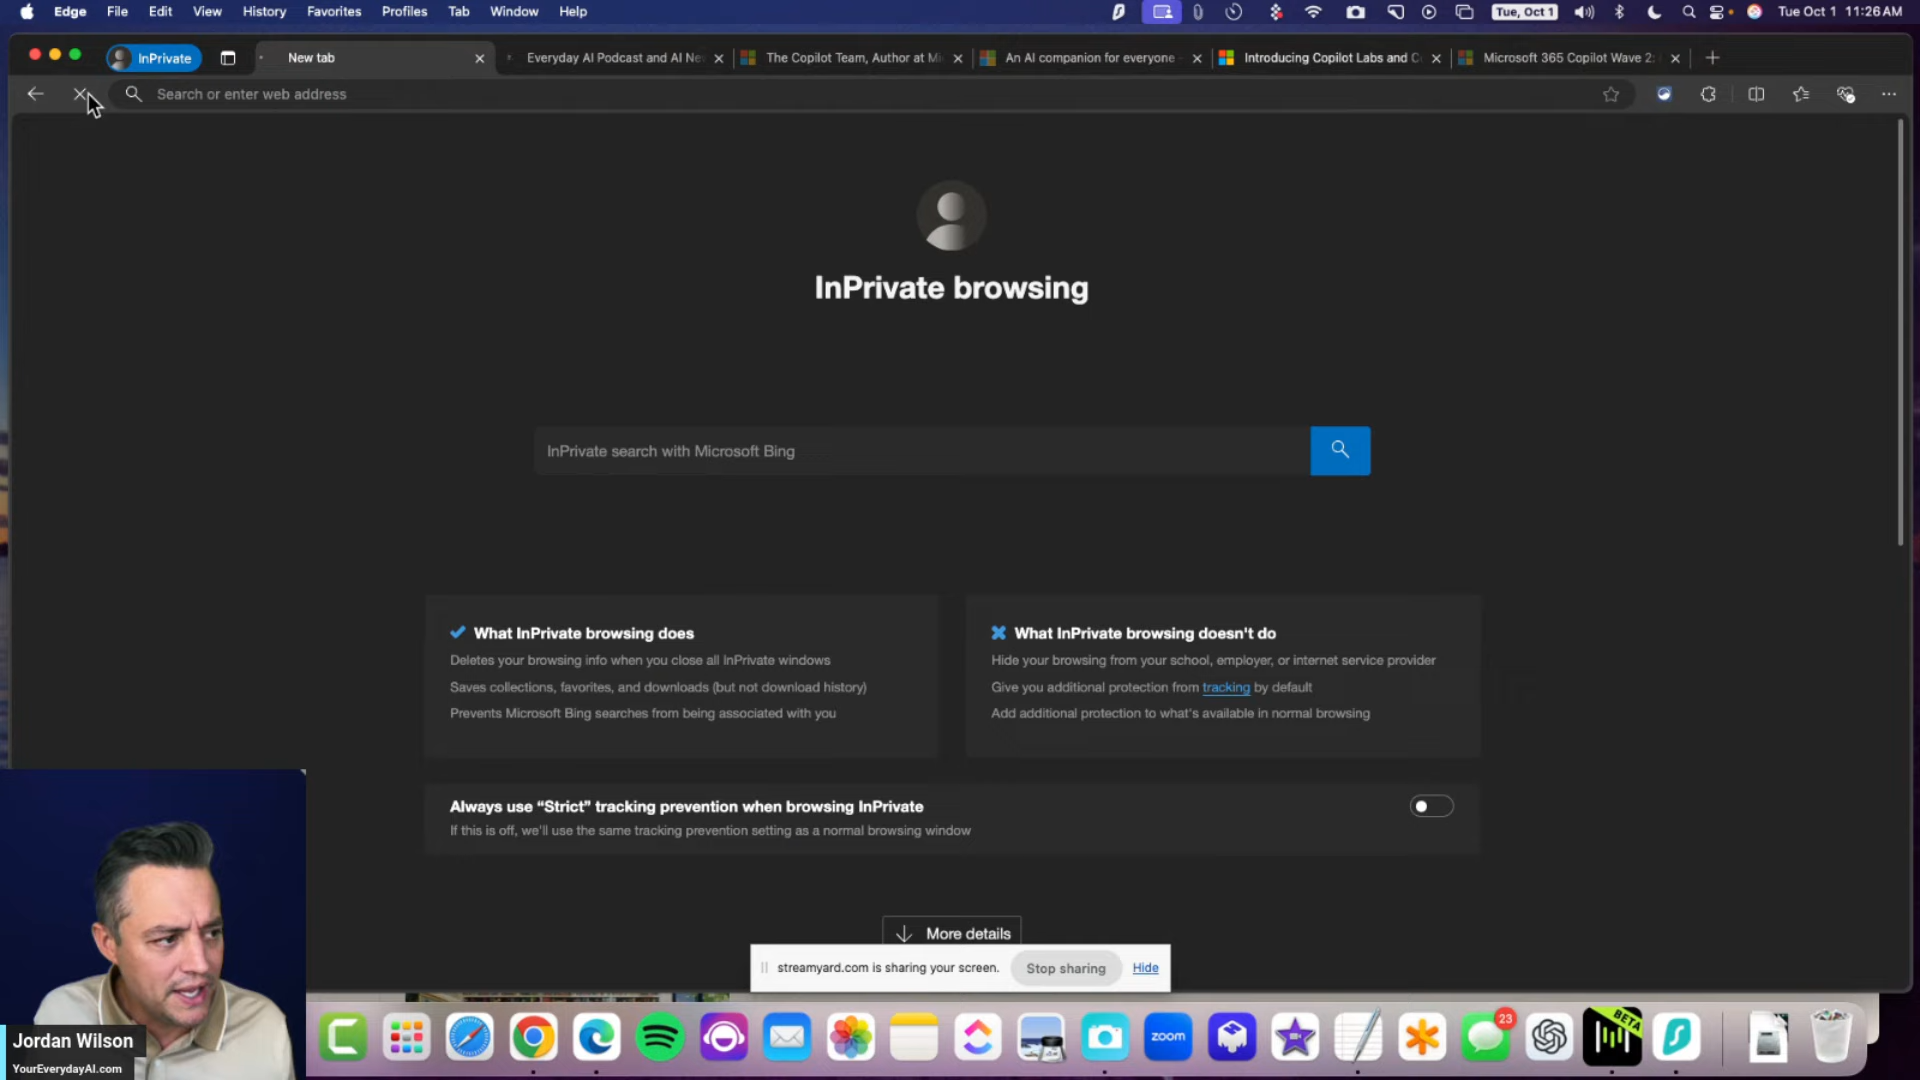 Edge File Edit View History Favorites Profiles Tab Window Help
Tue, Oct 1 Tue Oct 1 11:26 AM
InPrivate New tab Everyday AI Podcast and AI Ne The Copilot Team, Author at Mi An AI companion for everyone Introducing Copilot Labs and C Microsoft 365 Copilot Wave 2:
Search or enter web address
InPrivate browsing
InPrivate search with Microsoft Bing
What InPrivate browsing does
Deletes your browsing info when you close all InPrivate windows
Saves collections, favorites, and downloads (but not download history)
Prevents Microsoft Bing searches from being associated with you
What InPrivate browsing doesn't do
Hide your browsing from your school, employer, or internet service provider
Give you additional protection from tracking by default
Add additional protection to what's available in normal browsing
Always use “Strict” tracking prevention when browsing InPrivate
If this is off, we'll use the same tracking prevention setting as a normal browsing window
More details
streamyard.com is sharing your screen. Stop sharing Hide
zoom
23
BETA
Jordan Wilson
YourEverydayAI.com